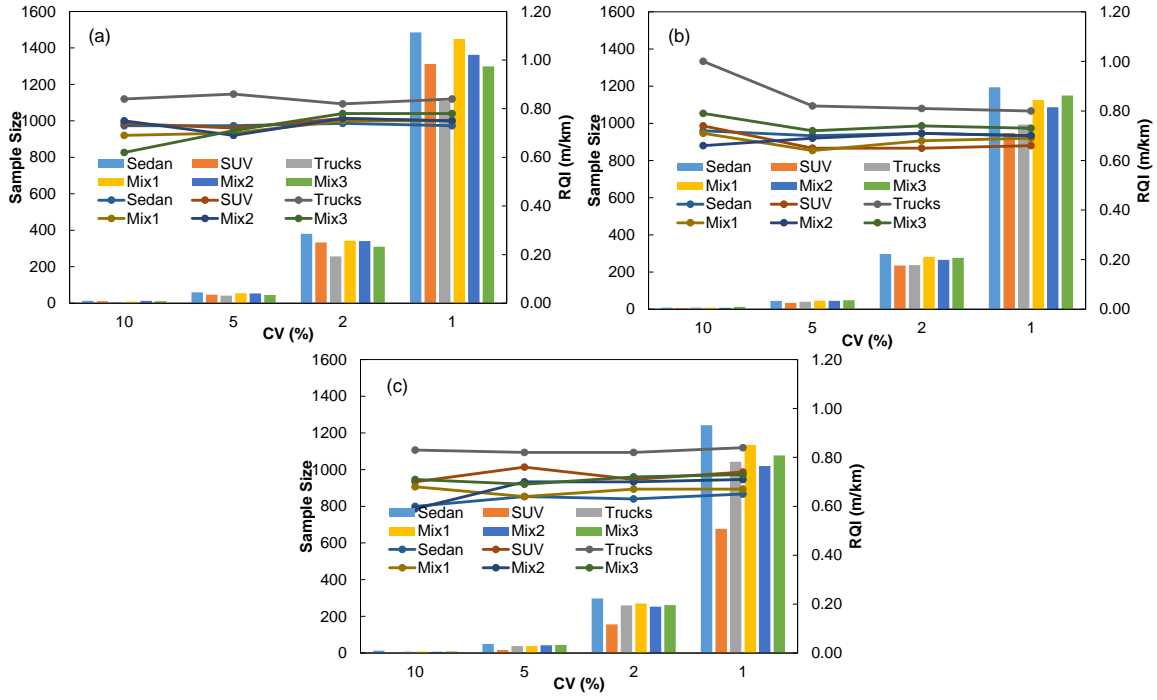 (a)
1600
1400
1200
1000
800
600
400
200
0
Sample Size
1.20
1.00
0.80
0.60
0.40
0.20
0.00
RQI (m/km)
Sedan SUV Trucks
Mix1 Mix2 Mix3
Sedan SUV Trucks
Mix1 Mix2 Mix3
10 5 2 1
CV (%)
(b)
1600
1400
1200
1000
800
600
400
200
0
Sample Size
1.20
1.00
0.80
0.60
0.40
0.20
0.00
RQI (m/km)
Sedan SUV Trucks
Mix1 Mix2 Mix3
Sedan SUV Trucks
Mix1 Mix2 Mix3
10 5 2 1
CV (%)
(c)
1600
1400
1200
1000
800
600
400
200
0
Sample Size
1.20
1.00
0.80
0.60
0.40
0.20
0.00
RQI (m/km)
Sedan SUV Trucks
Mix1 Mix2 Mix3
Sedan SUV Trucks
Mix1 Mix2 Mix3
10 5 2 1
CV (%)